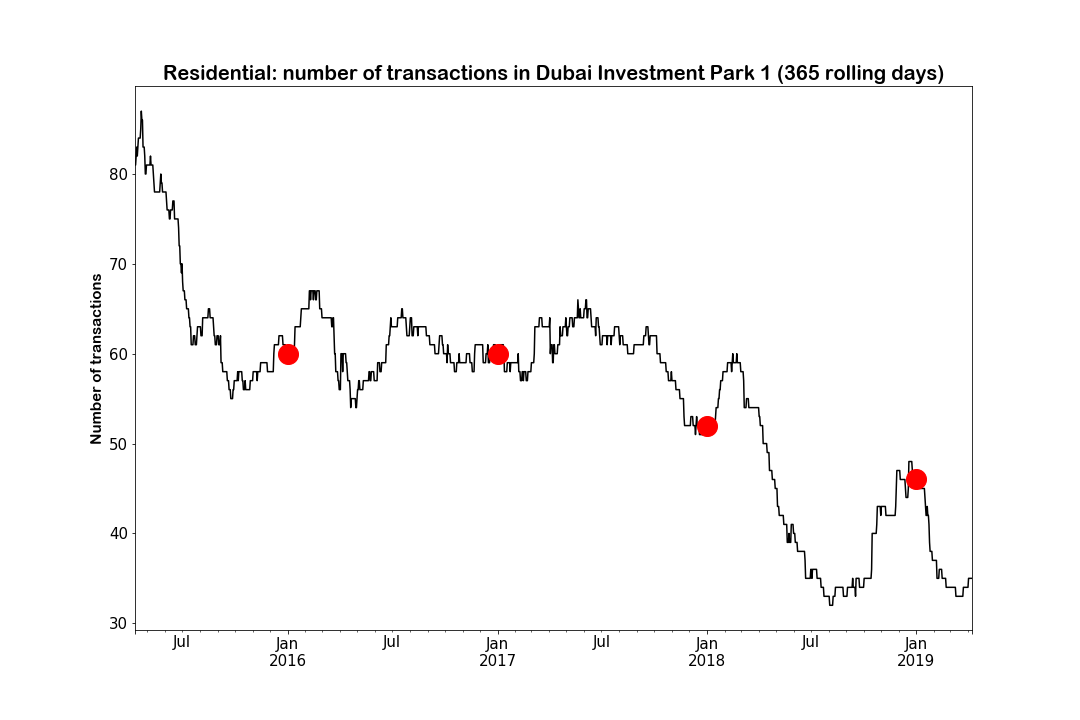 Residential: number of transactions in Dubai Investment Park 1 (365 rolling days)
Number of transactions
80
70
60
50
40
30
Jul
Jan
2016
Jul
Jan
2017
Jul
Jan
2018
Jul
Jan
2019